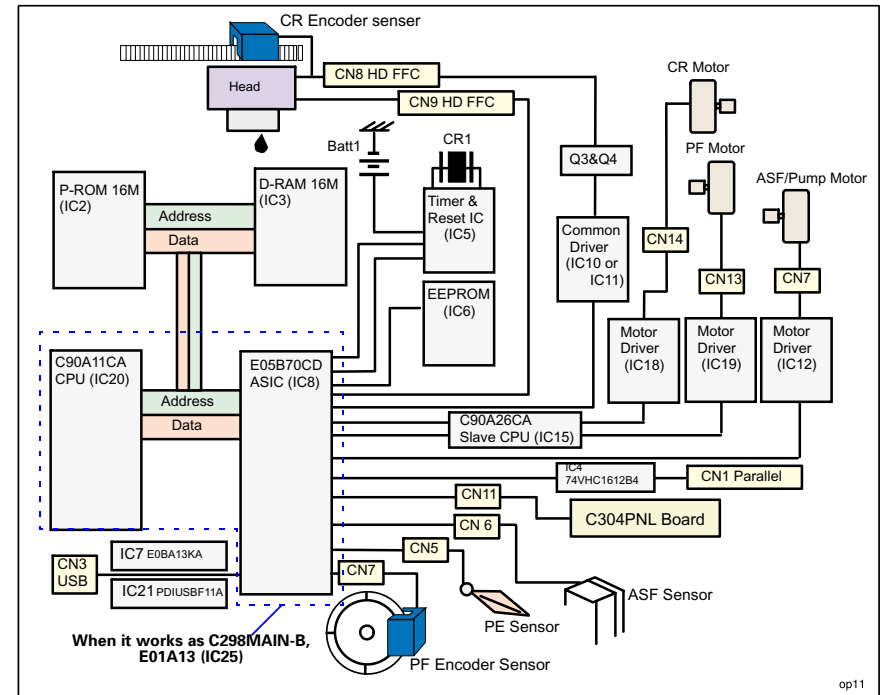 CR Encoder senser
CN8 HD FFC
CR Motor
Head
CN9 HD FFC
Batt1
CR1
Q3&Q4
PF Motor
ASF/Pump Motor
P-ROM 16M
(IC2)
D-RAM 16M
(IC3)
Timer &
Reset IC
(IC5)
Address
Data
Common
Driver
(IC10 or
IC11)
CN14
CN13
CN7
EEPROM
(IC6)
Motor
Driver
(IC18)
Motor
Driver
(IC19)
Motor
Driver
(IC12)
C90A11CA
CPU (IC20)
E05B70CD
ASIC (IC8)
Address
Data
C90A26CA
Slave CPU (IC15)
IC4
74VHC1612B4
CN1 Parallel
CN11
C304PNL Board
CN 6
CN5
IC7 E0BA13KA
CN3
USB
IC21 PDIUSBF11A
CN7
ASF Sensor
PE Sensor
When it works as C298MAIN-B,
E01A13 (IC25)
PF Encoder Sensor
op11